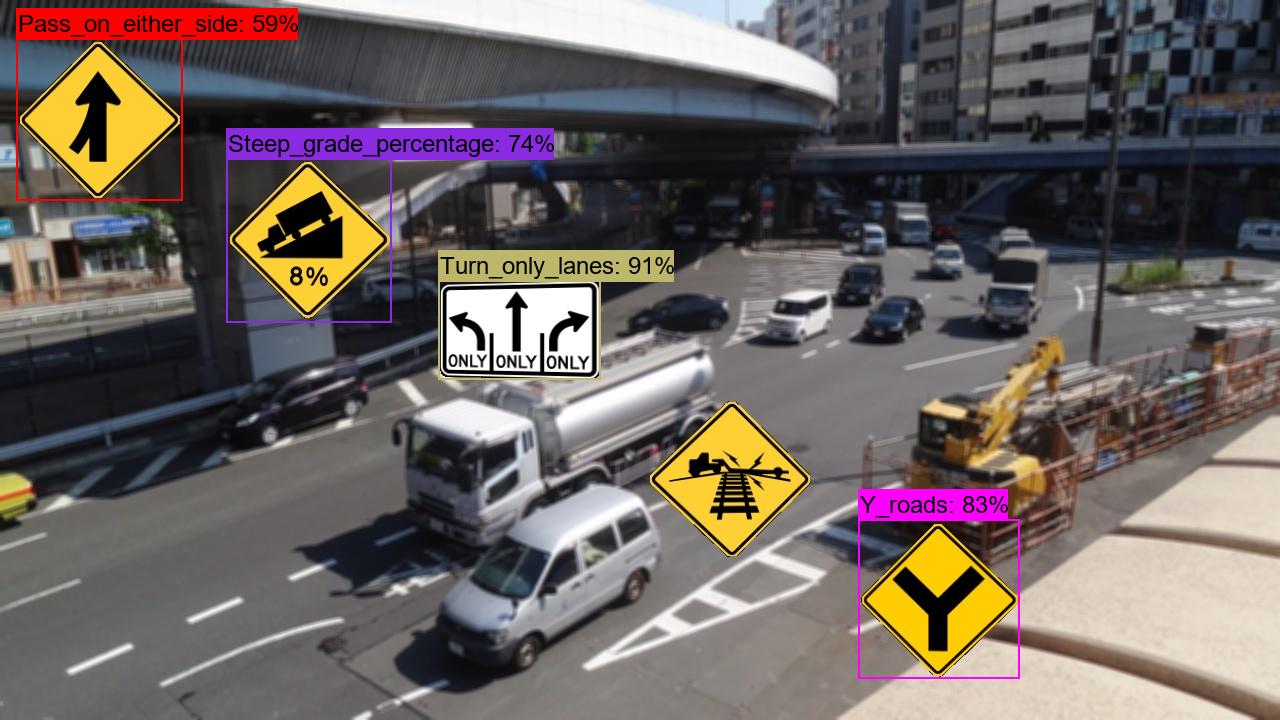 Pass_on_either_side: 59%
Steep_grade_percentage: 74%
8%
Turn_only_lanes: 91%
ONLY ONLY ONLY
Y_roads: 83%